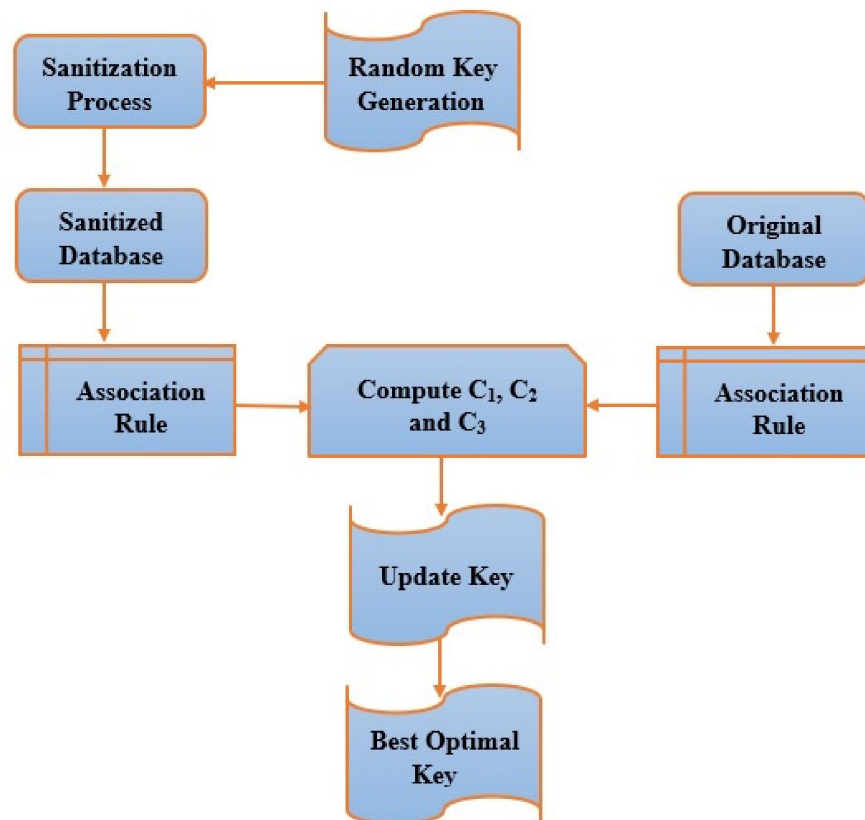 Sanitization
Process
Random Key
Generation
Sanitized
Database
Original
Database
Association
Rule
Compute C₁, C₂
and C₃
Association
Rule
Update Key
Best Optimal
Key